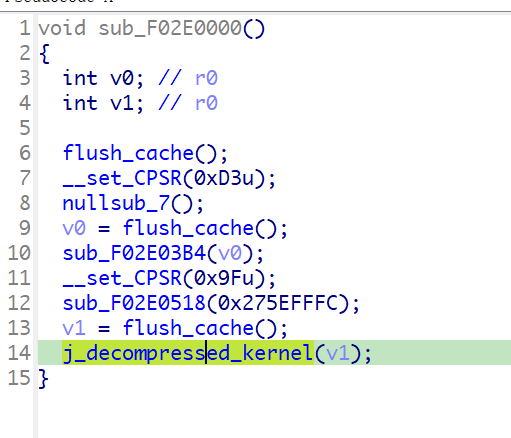 1 void sub_F02E0000()
2 {
3 int v0; // r0
4 int v1; // r0
5
6 flush_cache();
7 __set_CPSR(0xD3u);
8 nullsub_7();
9 v0 = flush_cache();
10 sub_F02E03B4(v0);
11 __set_CPSR(0x9Fu);
12 sub_F02E0518(0x275EFFFC);
13 v1 = flush_cache();
14 j_decompressed_kernel(v1);
15 }